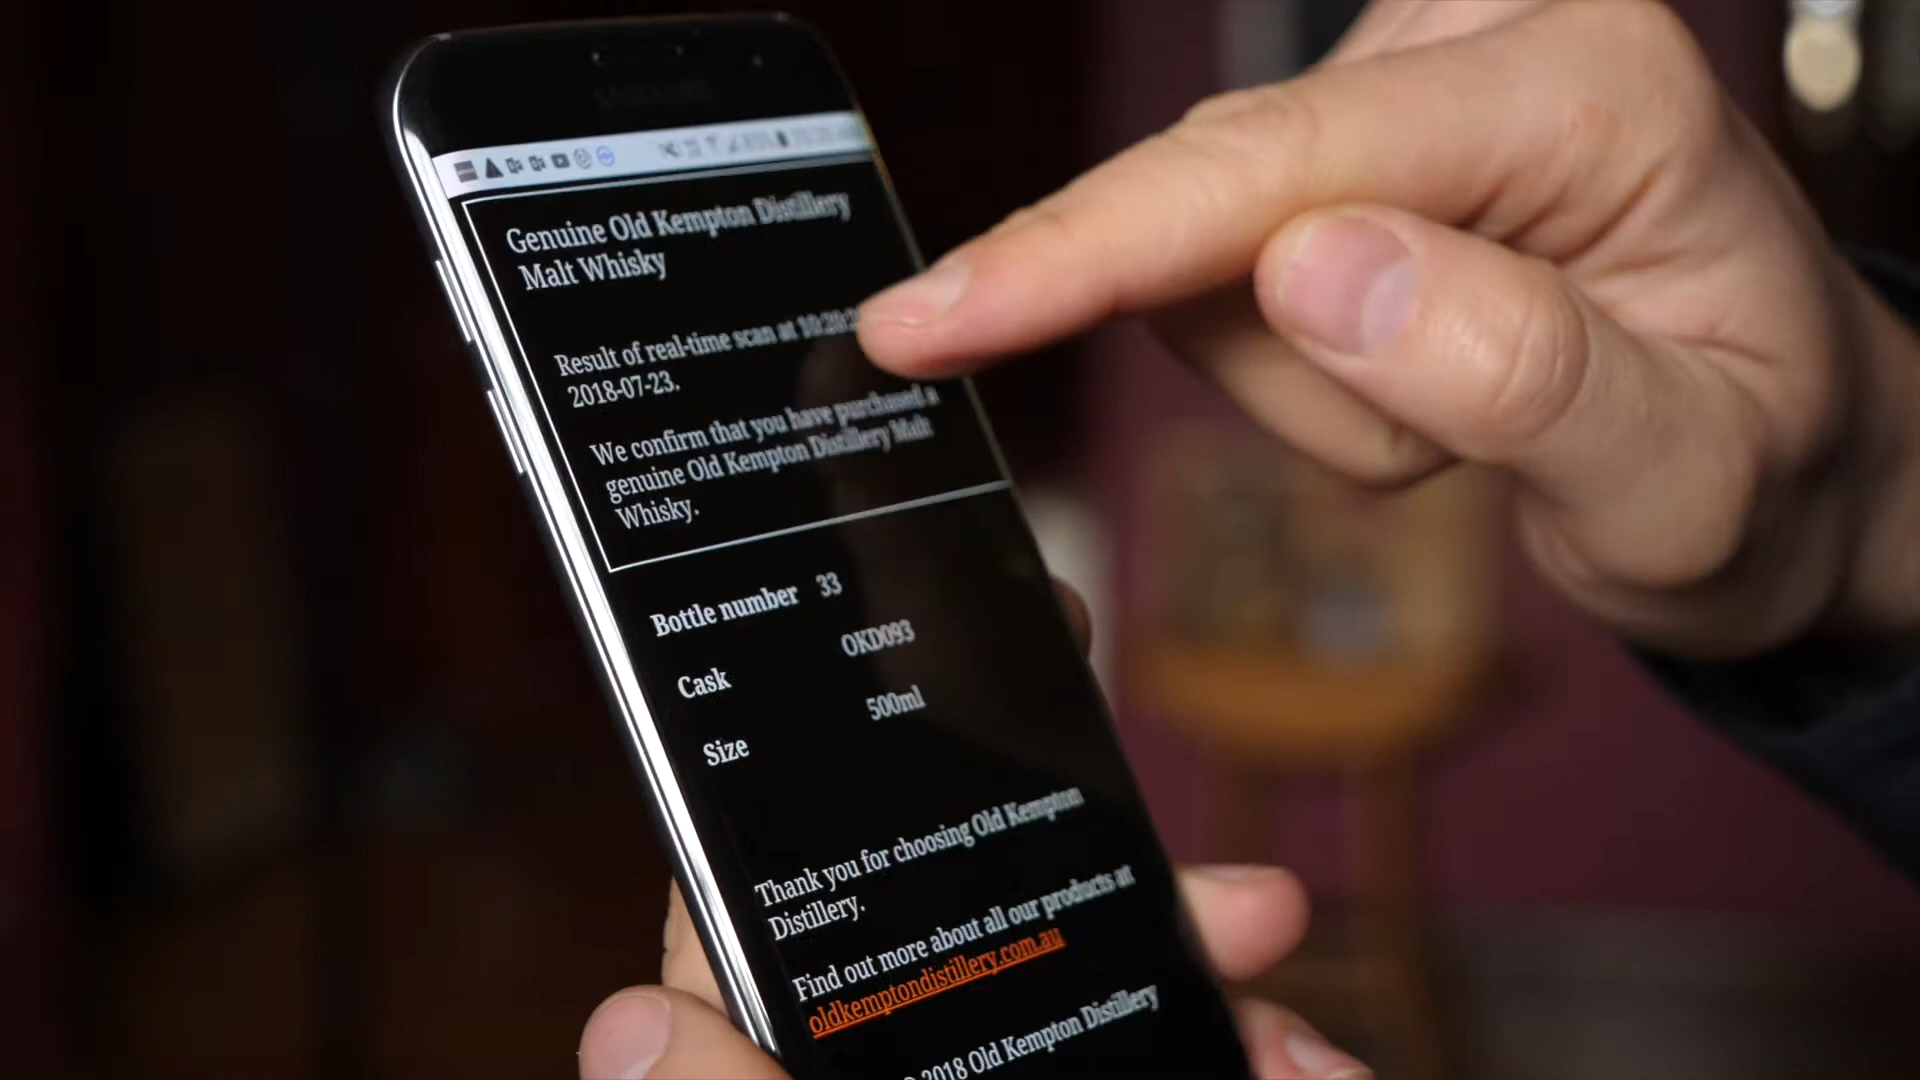 Genuine Old Kempton Distillery
Malt Whisky
Result of real-time scan at 10:20:
2018-07-23.
We confirm that you have purchased a
genuine Old Kempton Distillery Malt
Whisky.
Bottle number 33
Cask OKD093
Size 500ml
Thank you for choosing Old Kempton
Distillery.
Find out more about all our products at
oldkemptondistillery.com.au
2018 Old Kempton Distillery